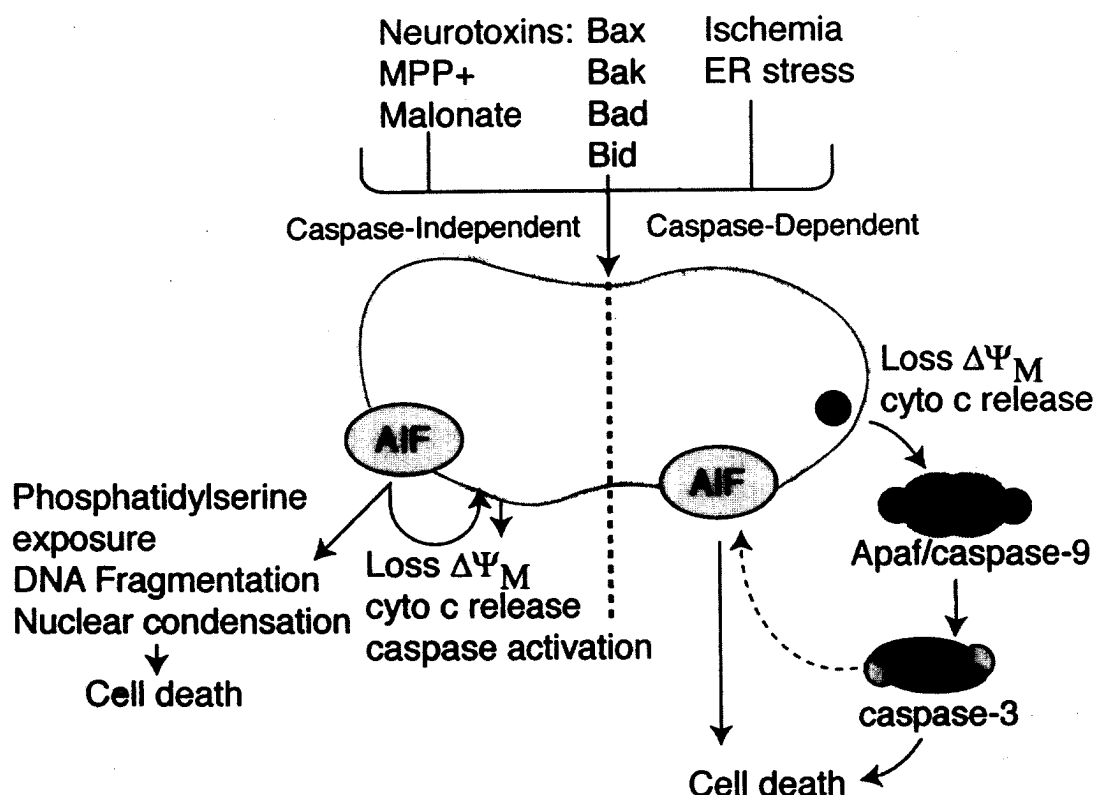 Neurotoxins:
MPP+
Malonate
Bax
Bak
Bad
Bid
Ischemia
ER stress
Caspase-Independent
Caspase-Dependent
Loss ΔΨM
cyto c release
AIF
AIF
Phosphatidylserine
exposure
DNA Fragmentation
Nuclear condensation
Cell death
Loss ΔΨM
cyto c release
caspase activation
Apaf/caspase-9
caspase-3
Cell death